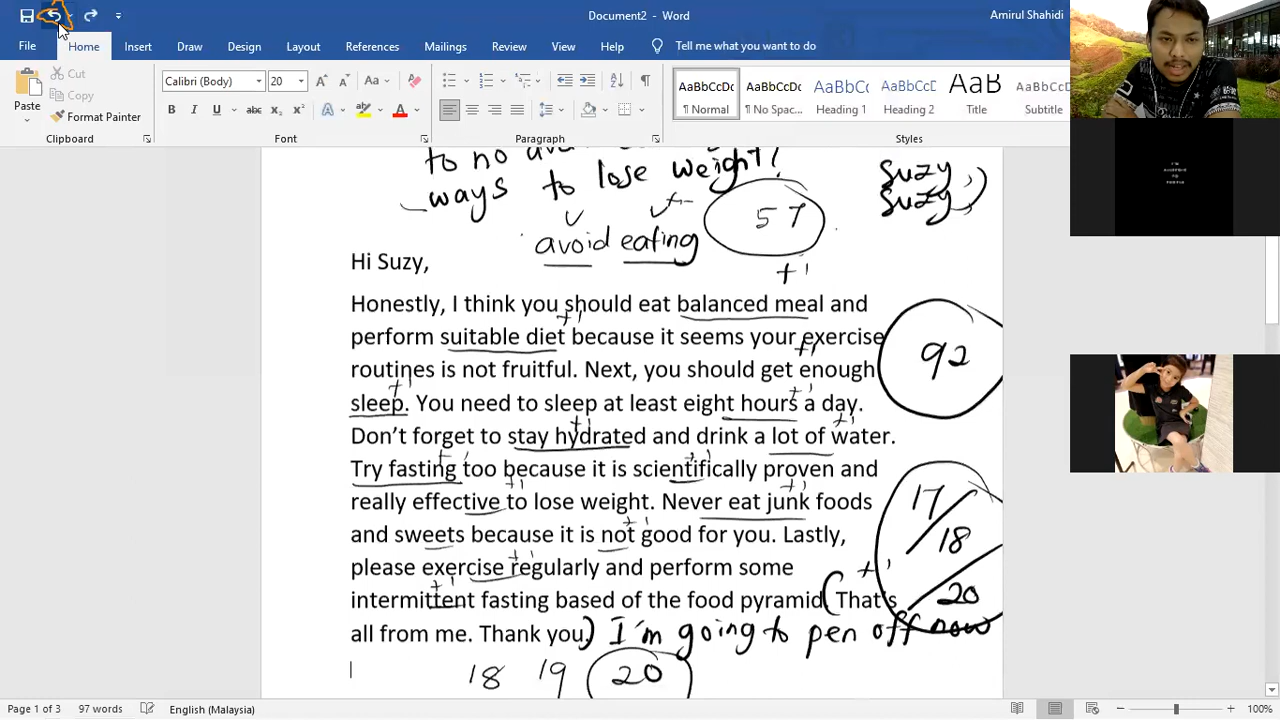 Document2 - Word
Amirul Shahidi
File Home Insert Draw Design Layout References Mailings Review View Help Tell me what you want to do
Paste
Cut
Copy
Format Painter
Calibri (Body) 20
Aa
B I U abc A
AaBbCcDc AaBbCcDc AaBbCc AaBbCcD AaB AaBbCcD
¶ Normal ¶ No Spac... Heading 1 Heading 2 Title Subtitle
Clipboard Font Paragraph Styles
to no
ways to lose weight?
Suzy
Suzy
avoid eating
57
+1
Hi Suzy,
Honestly, I think you should eat balanced meal and
perform suitable diet because it seems your exercise
routines is not fruitful. Next, you should get enough
sleep. You need to sleep at least eight hours a day.
Don't forget to stay hydrated and drink a lot of water.
Try fasting too because it is scientifically proven and
really effective to lose weight. Never eat junk foods
and sweets because it is not good for you. Lastly,
please exercise regularly and perform some
intermittent fasting based of the food pyramid. (That's
all from me. Thank you.) I'm going to pen off now
92
17/18/20
18 19 20
Page 1 of 3 97 words English (Malaysia) 100%